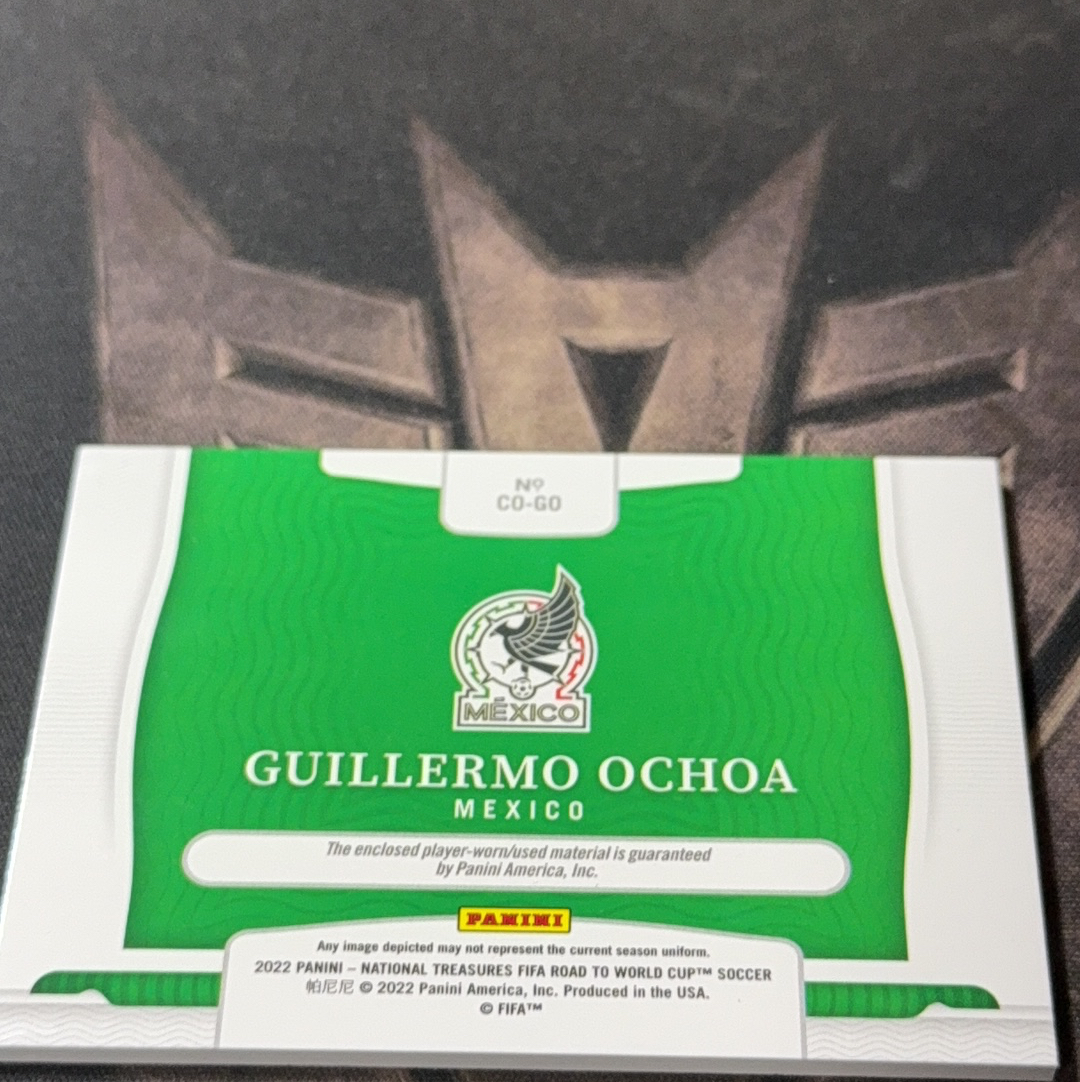 Nº
CO-GO
MÉXICO
GUILLERMO OCHOA
MEXICO
The enclosed player-worn/used material is guaranteed
by Panini America, Inc.
PANINI
Any image depicted may not represent the current season uniform.
2022 PANINI – NATIONAL TREASURES FIFA ROAD TO WORLD CUP™ SOCCER
帕尼尼 © 2022 Panini America, Inc. Produced in the USA.
© FIFA™